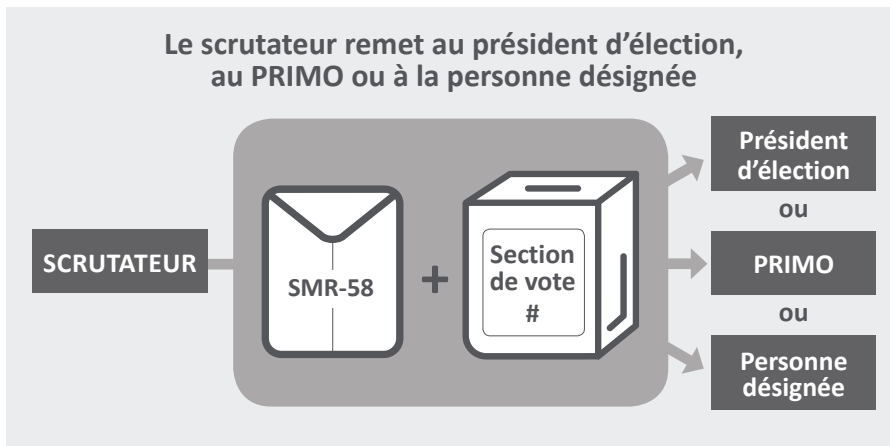 Le scrutateur remet au président d’élection,
au PRIMO ou à la personne désignée
SCRUTATEUR
SMR-58
+
Section
de vote
#
Président
d’élection
ou
PRIMO
ou
Personne
désignée